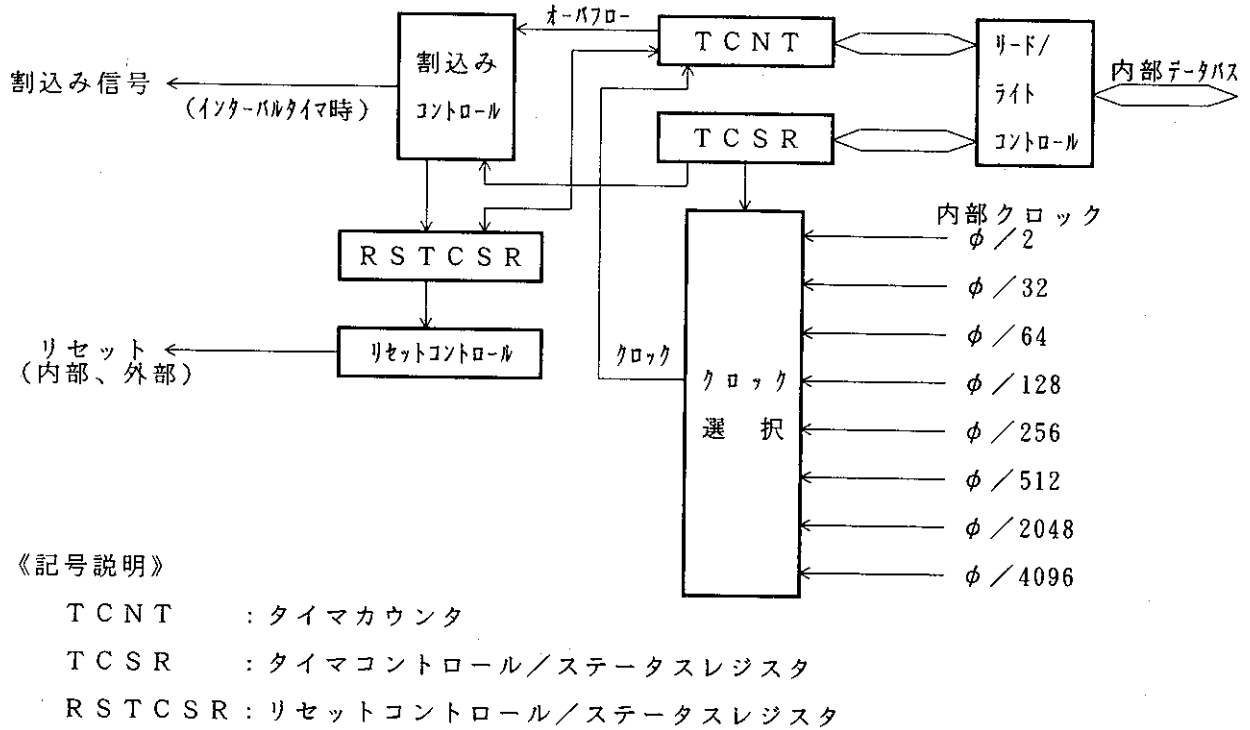 オーバフロー
TCNT
リード/
ライト
コントロール
内部データバス
割込み
コントロール
割込み信号
(インターバルタイマ時)
TCSR
内部クロック
φ/2
φ/32
φ/64
φ/128
φ/256
φ/512
φ/2048
φ/4096
RSTCSR
リセットコントロール
リセット
(内部、外部)
クロック
クロック
選択
《記号説明》
TCNT :タイマカウンタ
TCSR :タイマコントロール/ステータスレジスタ
RSTCSR:リセットコントロール/ステータスレジスタ